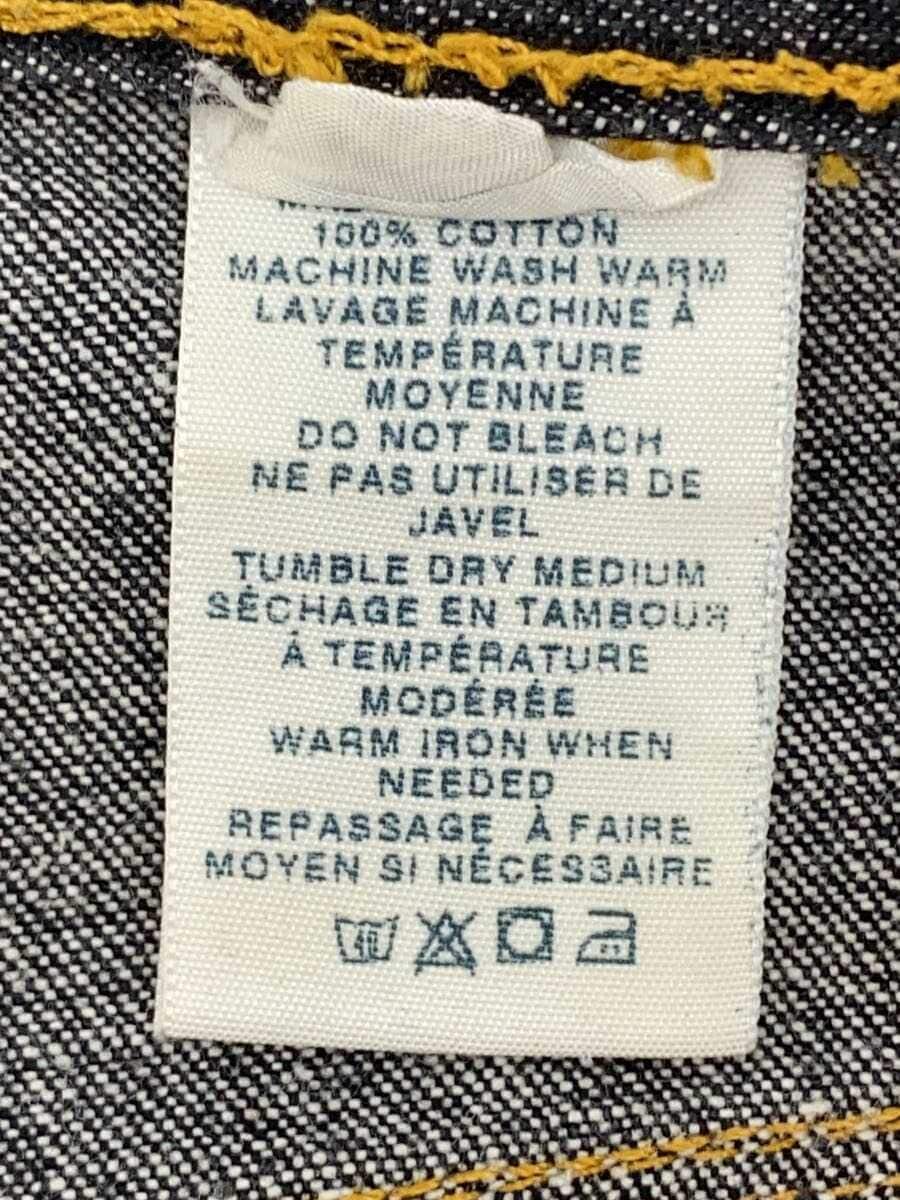 100% COTTON
MACHINE WASH WARM
LAVAGE MACHINE À
TEMPÉRATURE
MOYENNE
DO NOT BLEACH
NE PAS UTILISER DE
JAVEL
TUMBLE DRY MEDIUM
SÉCHAGE EN TAMBOUR
À TEMPÉRATURE
MODÉRÉE
WARM IRON WHEN
NEEDED
REPASSAGE À FAIRE
MOYEN SI NÉCESSAIRE
40